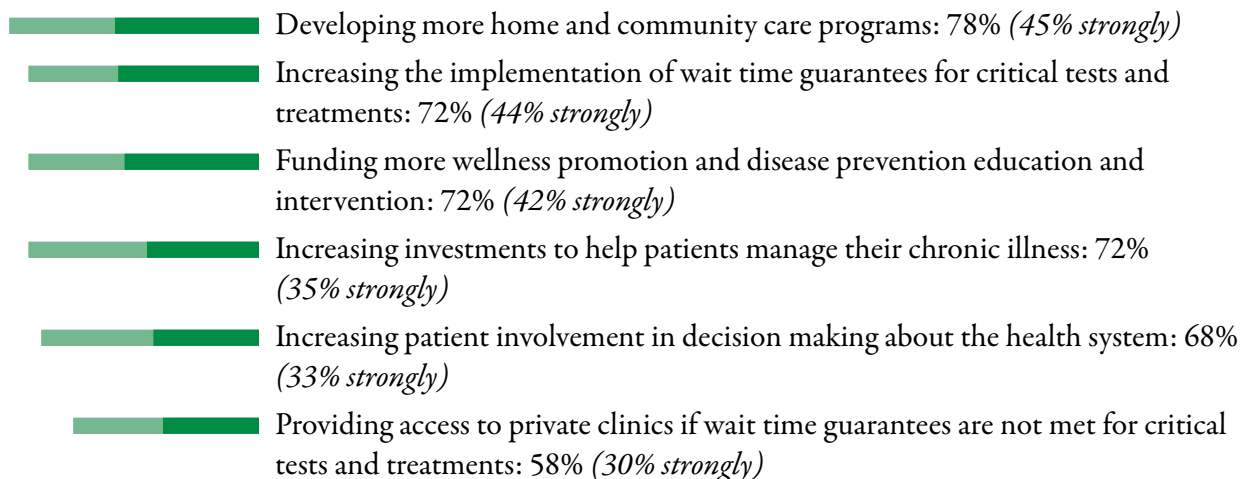 Developing more home and community care programs: 78% (45% strongly)
Increasing the implementation of wait time guarantees for critical tests and
treatments: 72% (44% strongly)
Funding more wellness promotion and disease prevention education and
intervention: 72% (42% strongly)
Increasing investments to help patients manage their chronic illness: 72%
(35% strongly)
Increasing patient involvement in decision making about the health system: 68%
(33% strongly)
Providing access to private clinics if wait time guarantees are not met for critical
tests and treatments: 58% (30% strongly)